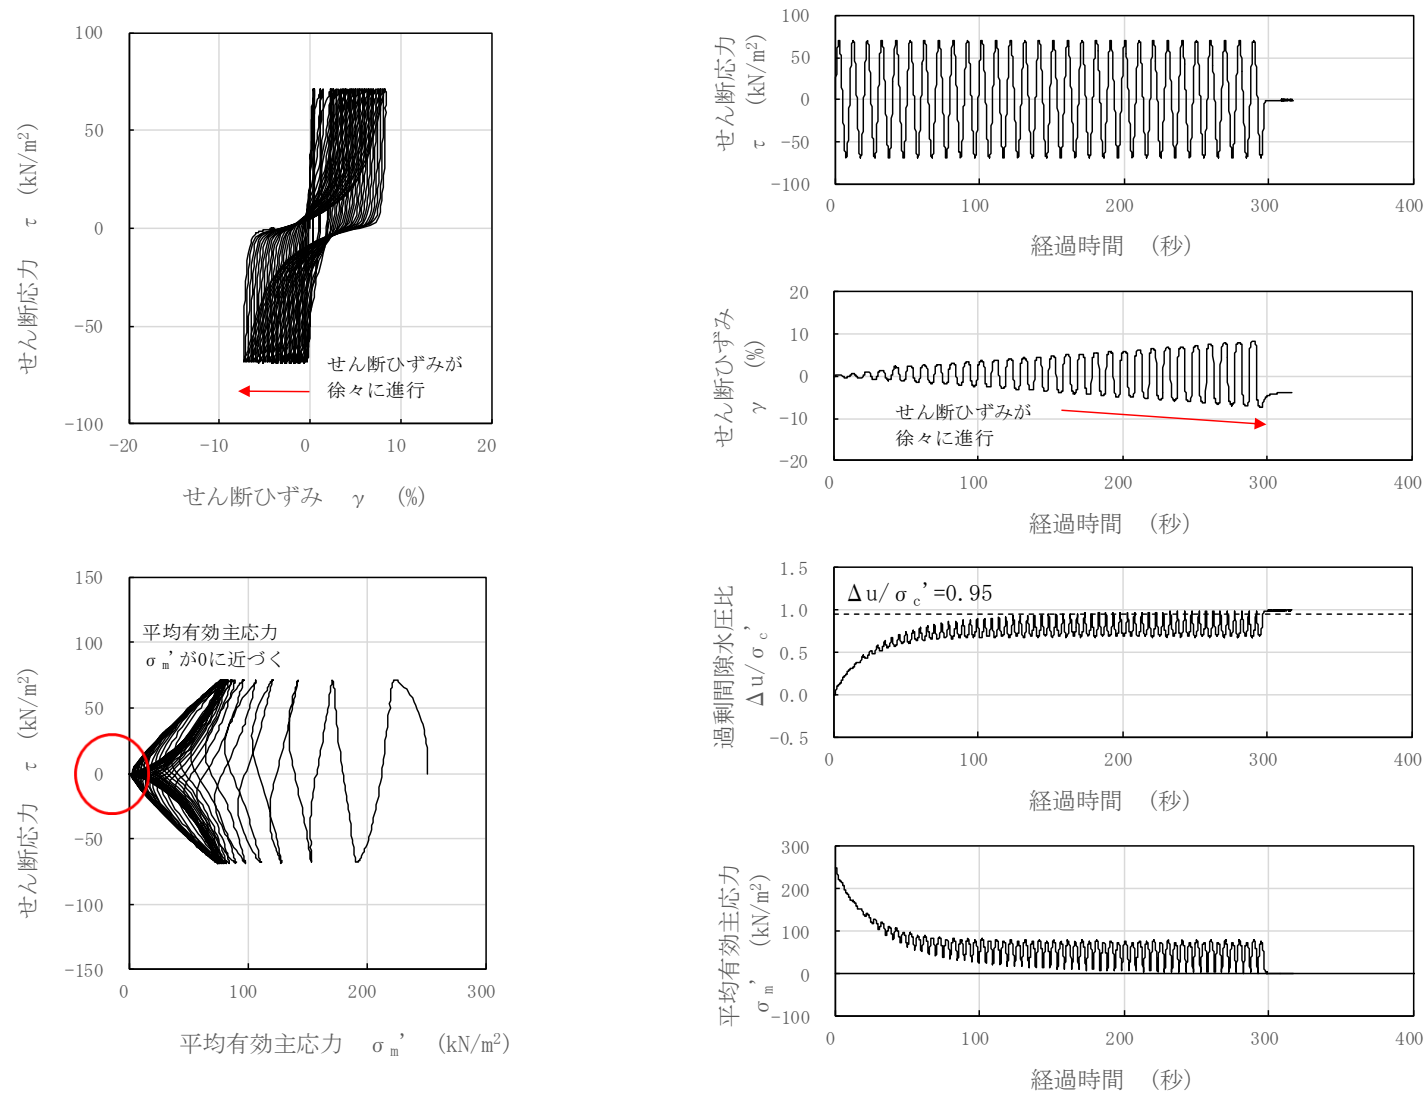 100
50
0
-50
-100
-20
-10
0
10
20
せん断応力 τ (kN/m²)
せん断ひずみ γ (%)
せん断ひずみが
徐々に進行
150
100
50
0
-50
-100
-150
0
100
200
300
せん断応力 τ (kN/m²)
平均有効主応力 σm' (kN/m²)
平均有効主応力
σm'が0に近づく
100
50
0
-50
-100
0
100
200
300
400
せん断応力
τ (kN/m²)
経過時間 (秒)
20
10
0
-10
-20
0
100
200
300
400
せん断ひずみ
γ (%)
経過時間 (秒)
せん断ひずみが
徐々に進行
1.5
1.0
0.5
0.0
-0.5
0
100
200
300
400
過剰間隙水圧比
Δu/σc'
経過時間 (秒)
Δu/σc'=0.95
300
200
100
0
-100
0
100
200
300
400
平均有効主応力
σm' (kN/m²)
経過時間 (秒)